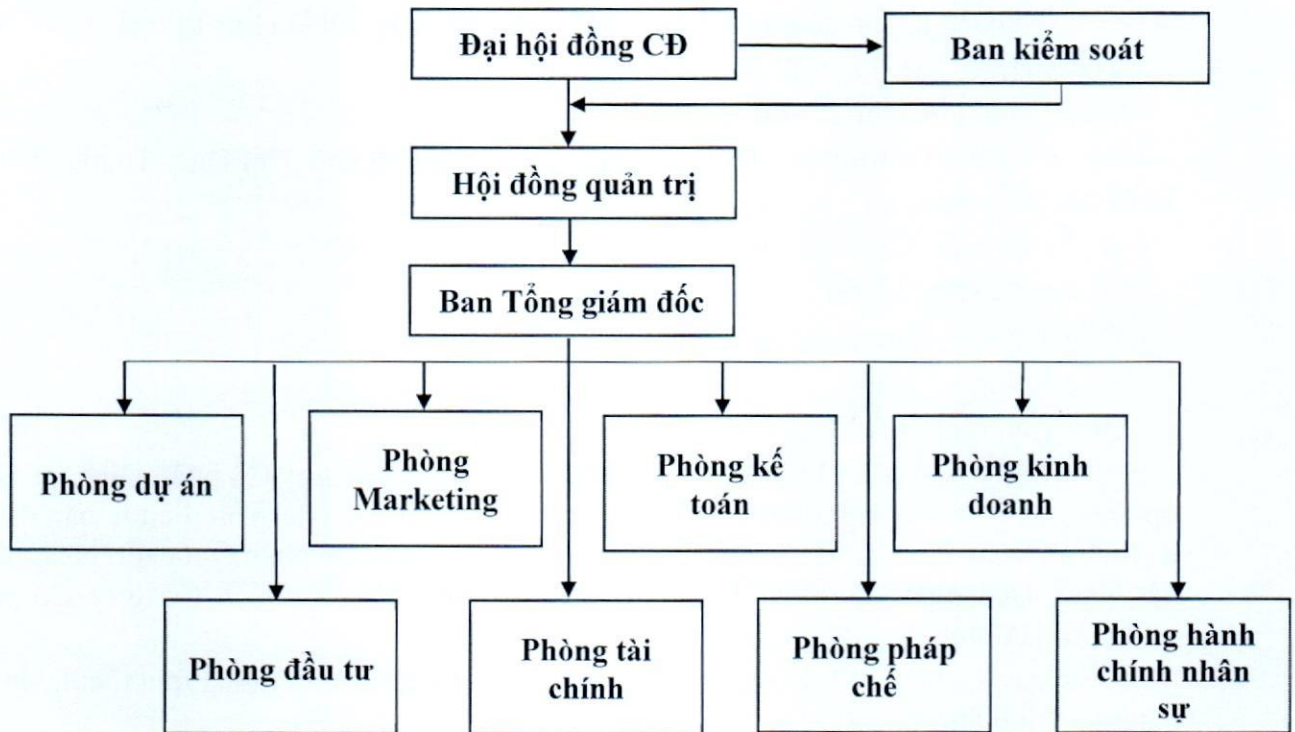 Đại hội đồng CĐ
Ban kiểm soát
Hội đồng quản trị
Ban Tổng giám đốc
Phòng dự án
Phòng
Marketing
Phòng kế
toán
Phòng kinh
doanh
Phòng đầu tư
Phòng tài
chính
Phòng pháp
chế
Phòng hành
chính nhân
sự